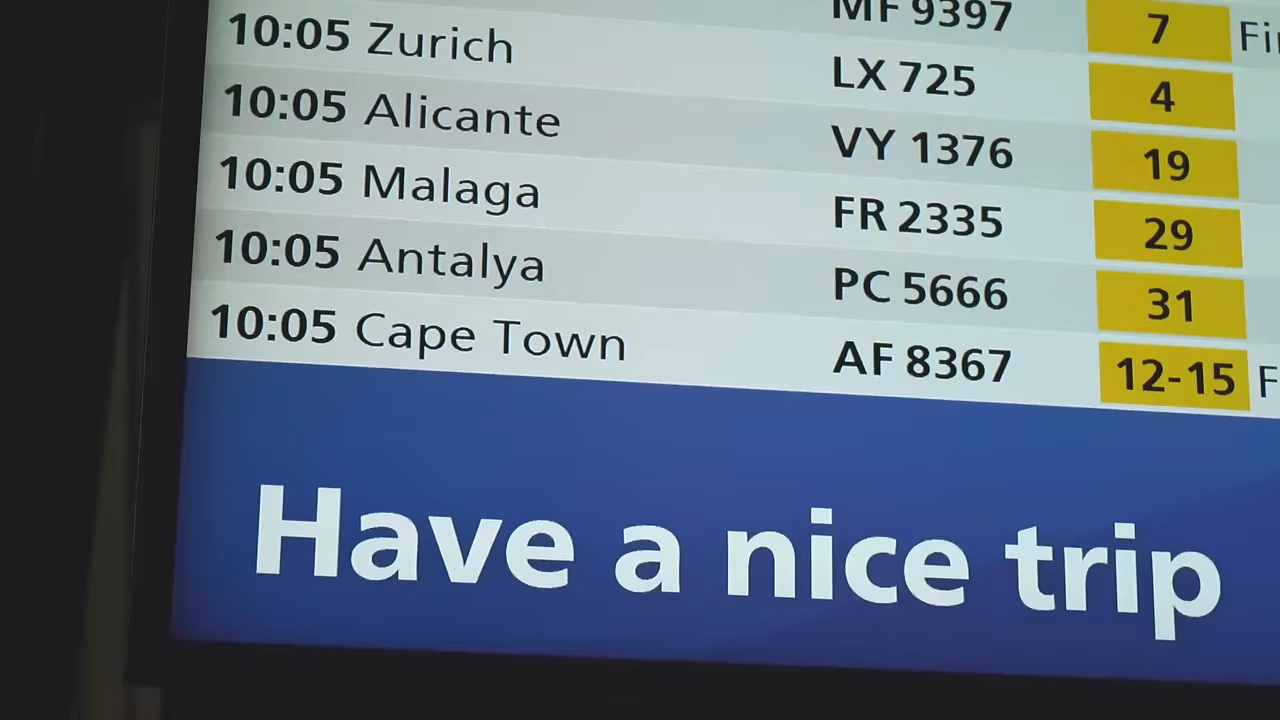 MF 9397 7 Fi
10:05 Zurich LX 725 4
10:05 Alicante VY 1376 19
10:05 Malaga FR 2335 29
10:05 Antalya PC 5666 31
10:05 Cape Town AF 8367 12-15 F
Have a nice trip